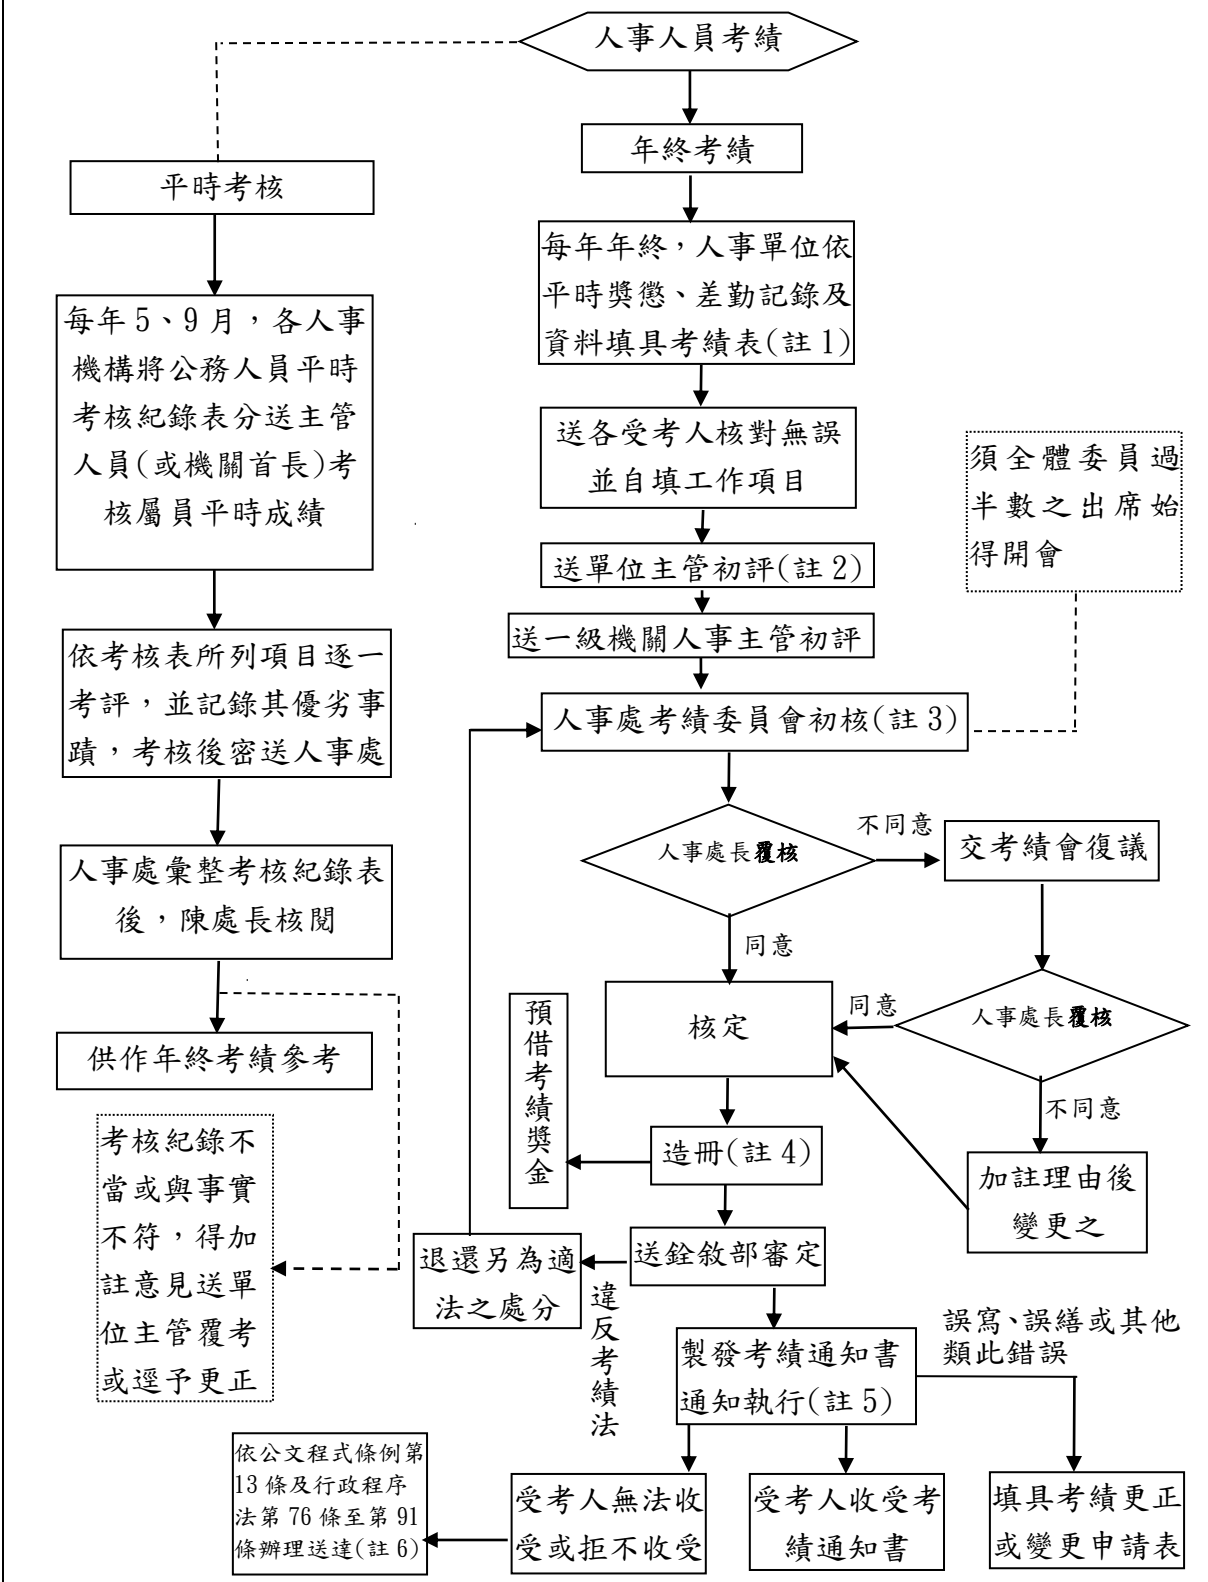 人事人員考績
年終考績
平時考核
每年年終，人事單位依
平時獎懲、差勤記錄及
資料填具考績表(註 1)
每年 5、9 月，各人事
機構將公務人員平時
考核紀錄表分送主管
人員(或機關首長)考
核屬員平時成績
送各受考人核對無誤
並自填工作項目
須全體委員過
半數之出席始
得開會
送單位主管初評(註 2)
送一級機關人事主管初評
依考核表所列項目逐一
考評，並記錄其優劣事
蹟，考核後密送人事處
人事處考績委員會初核(註 3)
人事處長覆核
不同意
交考績會復議
人事處彙整考核紀錄表
後，陳處長核閱
同意
預借考績獎金
核定
同意
人事處長覆核
供作年終考績參考
不同意
考核紀錄不
當或與事實
不符，得加
註意見送單
位主管覆考
或逕予更正
造冊(註 4)
加註理由後
變更之
退還另為適
法之處分
送銓敘部審定
違反考績法
製發考績通知書
通知執行(註 5)
誤寫、誤繕或其他
類此錯誤
依公文程式條例第
13 條及行政程序
法第 76 條至第 91
條辦理送達(註 6)
受考人無法收
受或拒不收受
受考人收受考
績通知書
填具考績更正
或變更申請表